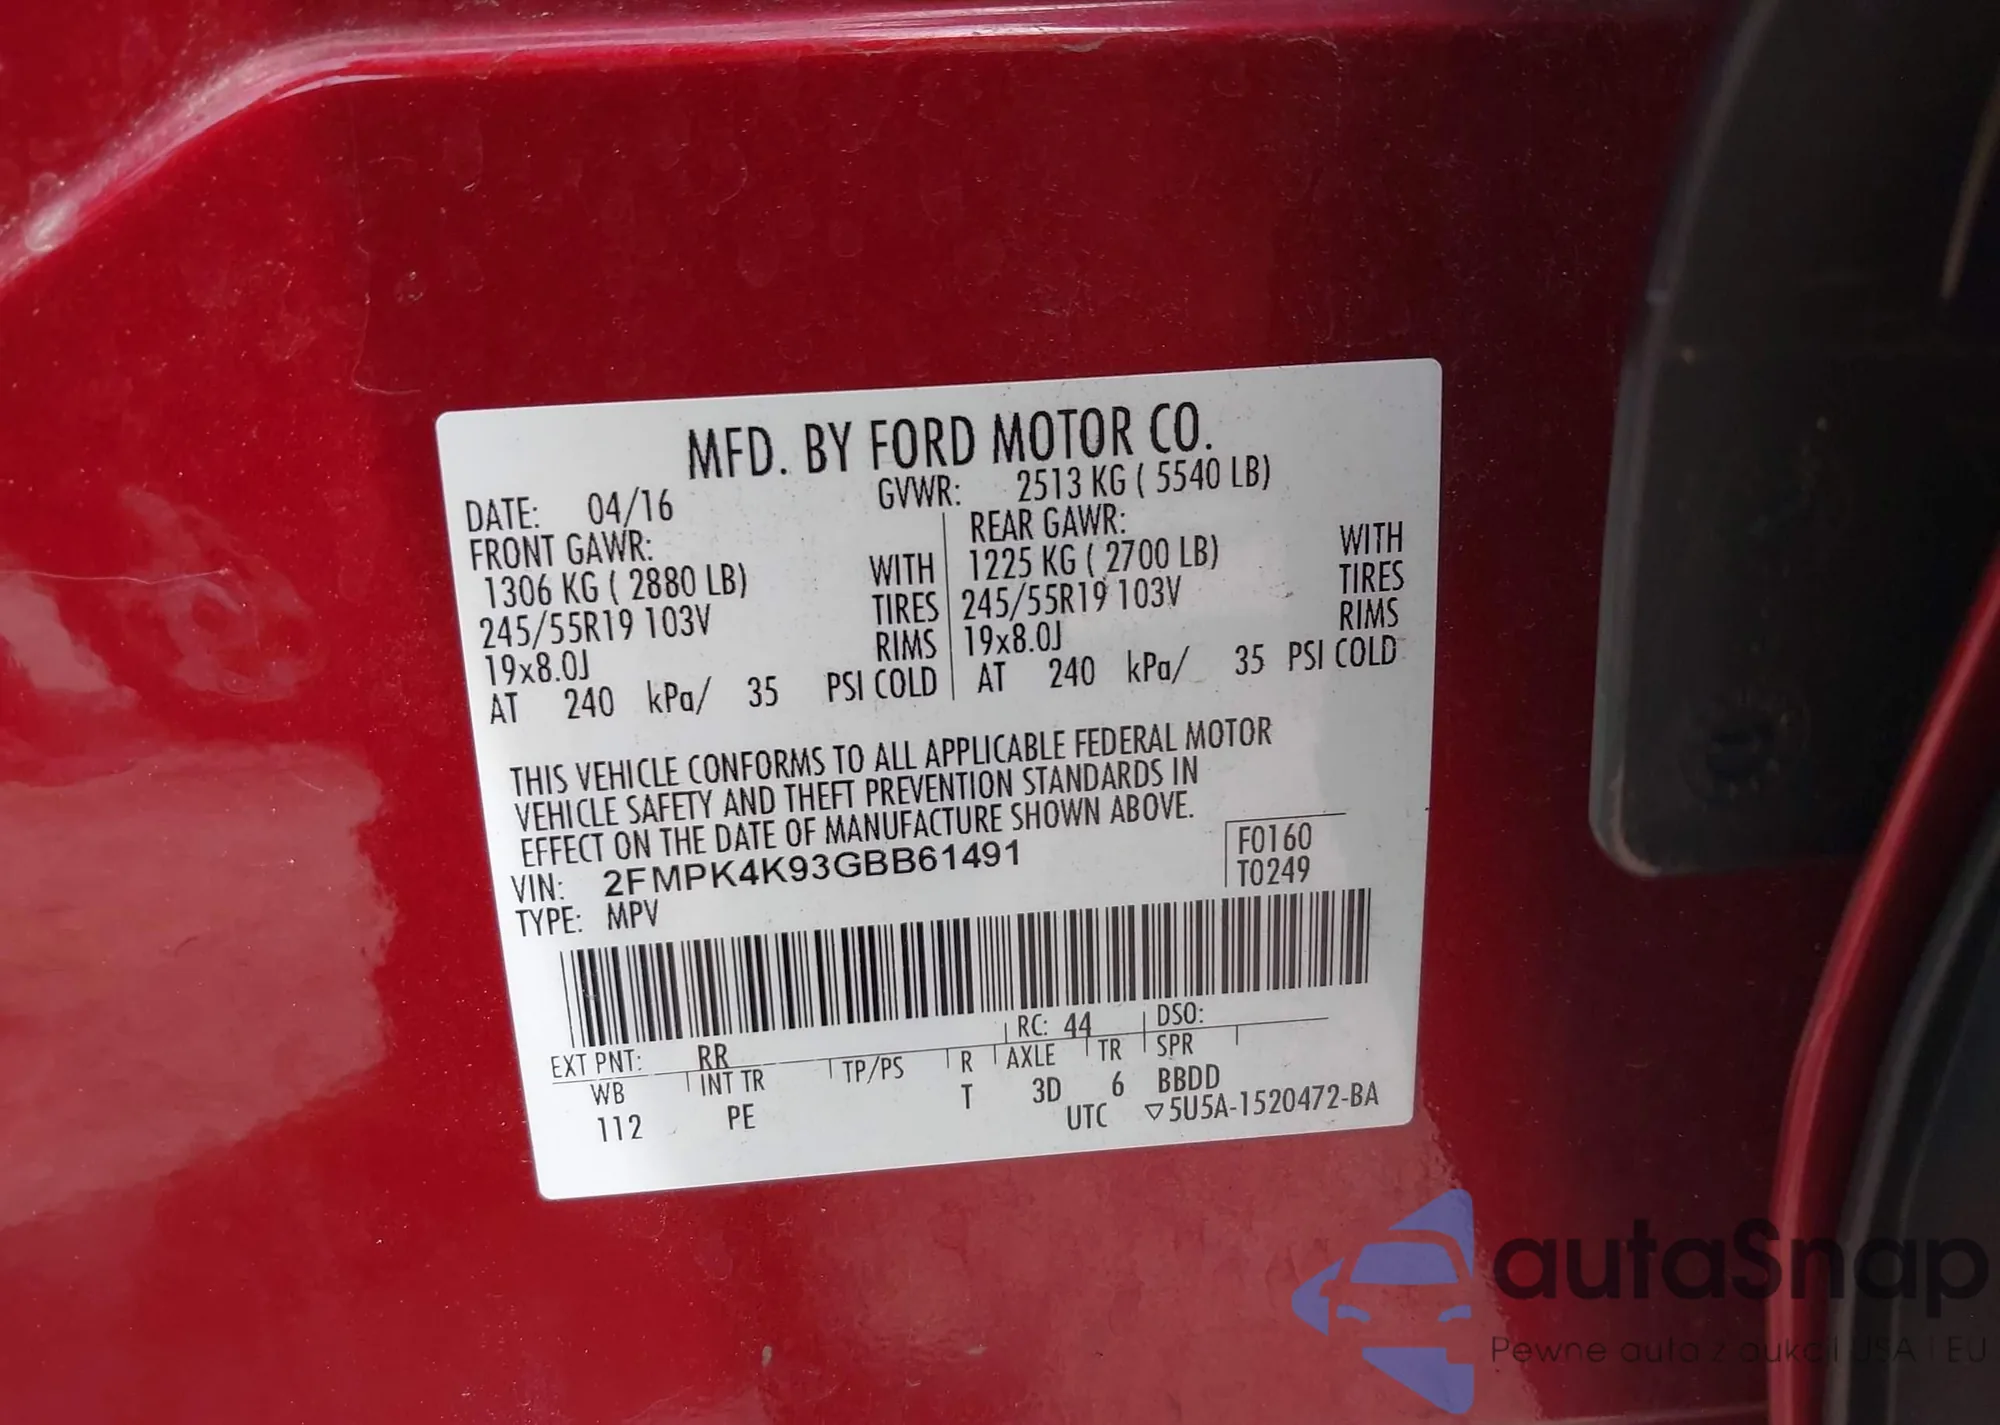 MFD. BY FORD MOTOR CO.
DATE: 04/16 GVWR: 2513 KG ( 5540 LB)
FRONT GAWR: REAR GAWR:
1306 KG ( 2880 LB) WITH 1225 KG ( 2700 LB) WITH
245/55R19 103V TIRES 245/55R19 103V TIRES
19x8.0J RIMS 19x8.0J RIMS
AT 240 kPa/ 35 PSI COLD AT 240 kPa/ 35 PSI COLD
THIS VEHICLE CONFORMS TO ALL APPLICABLE FEDERAL MOTOR
VEHICLE SAFETY AND THEFT PREVENTION STANDARDS IN
EFFECT ON THE DATE OF MANUFACTURE SHOWN ABOVE.
VIN: 2FMPK4K93GBB61491 F0160
TYPE: MPV T0249
EXT PNT: RR RC: 44 DSO:
WB INT TR TP/PS R AXLE TR SPR
112 PE T 3D 6 BBDD
UTC ▽5U5A-1520472-BA
autaSnap
Pewne auta z aukcji USA | EU